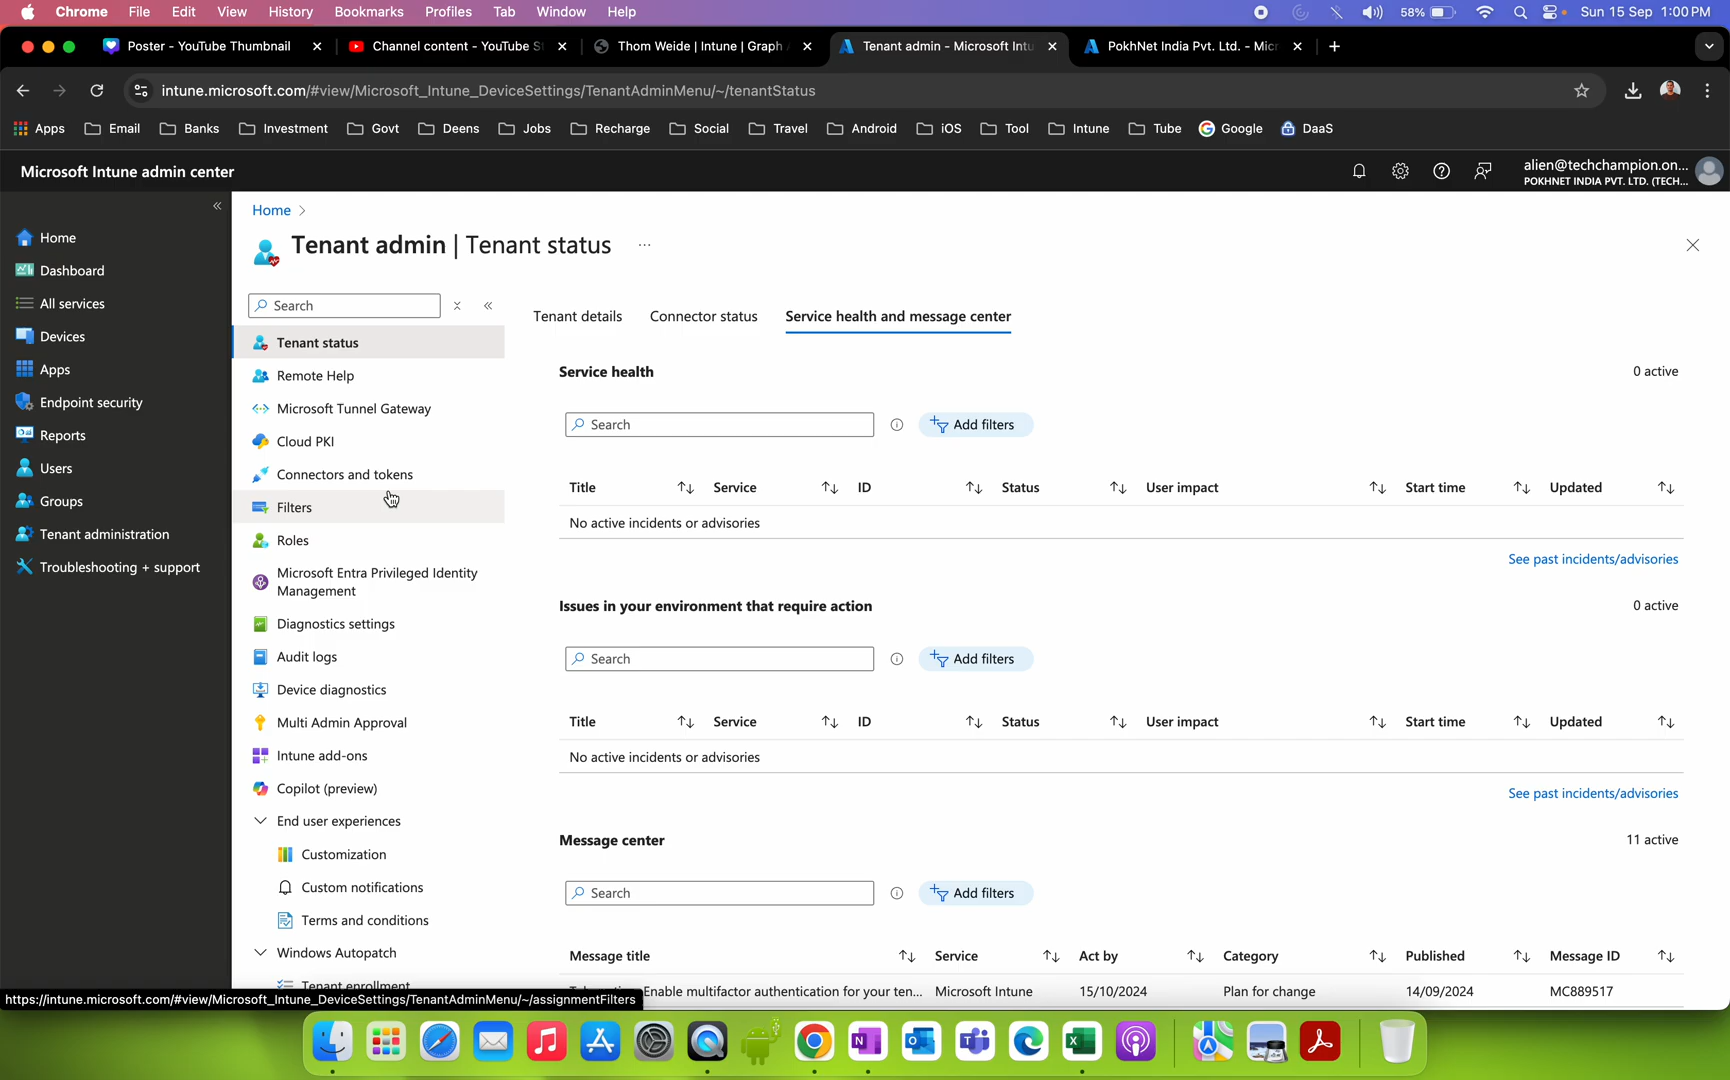 Chrome File Edit View History Bookmarks Profiles Tab Window Help 58% Sun 15 Sep 1:00 PM
Poster - YouTube Thumbnail Channel content - YouTube S Thom Weide | Intune | Graph Tenant admin - Microsoft Intu PokhNet India Pvt. Ltd. - Micr
intune.microsoft.com/#view/Microsoft_Intune_DeviceSettings/TenantAdminMenu/~/tenantStatus
Apps Email Banks Investment Govt Deens Jobs Recharge Social Travel Android iOS Tool Intune Tube Google DaaS
Microsoft Intune admin center
alien@techchampion.on...
POKHNET INDIA PVT. LTD. (TECH...
Home
Dashboard
All services
Devices
Apps
Endpoint security
Reports
Users
Groups
Tenant administration
Troubleshooting + support
Home >
Tenant admin | Tenant status ...
Search
Tenant status
Remote Help
Microsoft Tunnel Gateway
Cloud PKI
Connectors and tokens
Filters
Roles
Microsoft Entra Privileged Identity
Management
Diagnostics settings
Audit logs
Device diagnostics
Multi Admin Approval
Intune add-ons
Copilot (preview)
End user experiences
Customization
Custom notifications
Terms and conditions
Windows Autopatch
Tenant enrollment
Tenant details Connector status Service health and message center
Service health 0 active
Search Add filters
Title Service ID Status User impact Start time Updated
No active incidents or advisories
See past incidents/advisories
Issues in your environment that require action 0 active
Search Add filters
Title Service ID Status User impact Start time Updated
No active incidents or advisories
See past incidents/advisories
Message center 11 active
Search Add filters
Message title Service Act by Category Published Message ID
Enable multifactor authentication for your ten... Microsoft Intune 15/10/2024 Plan for change 14/09/2024 MC889517
https://intune.microsoft.com/#view/Microsoft_Intune_DeviceSettings/TenantAdminMenu/~/assignmentFilters